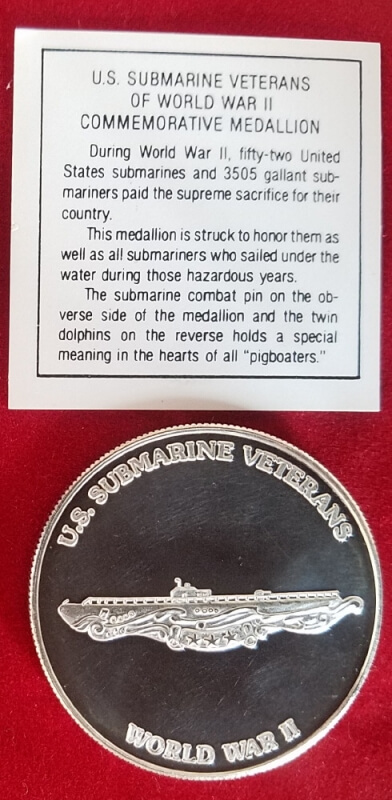 U.S. SUBMARINE VETERANS
OF WORLD WAR II
COMMEMORATIVE MEDALLION
During World War II, fifty-two United
States submarines and 3505 gallant sub-
mariners paid the supreme sacrifice for their
country.
This medallion is struck to honor them as
well as all submariners who sailed under the
water during those hazardous years.
The submarine combat pin on the ob-
verse side of the medallion and the twin
dolphins on the reverse holds a special
meaning in the hearts of all "pigboaters."
U.S. SUBMARINE VETERANS
WORLD WAR II